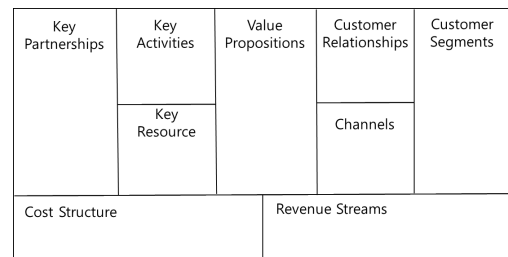 Key
Partnerships
Key
Activities
Key
Resource
Value
Propositions
Customer
Relationships
Channels
Customer
Segments
Cost Structure
Revenue Streams